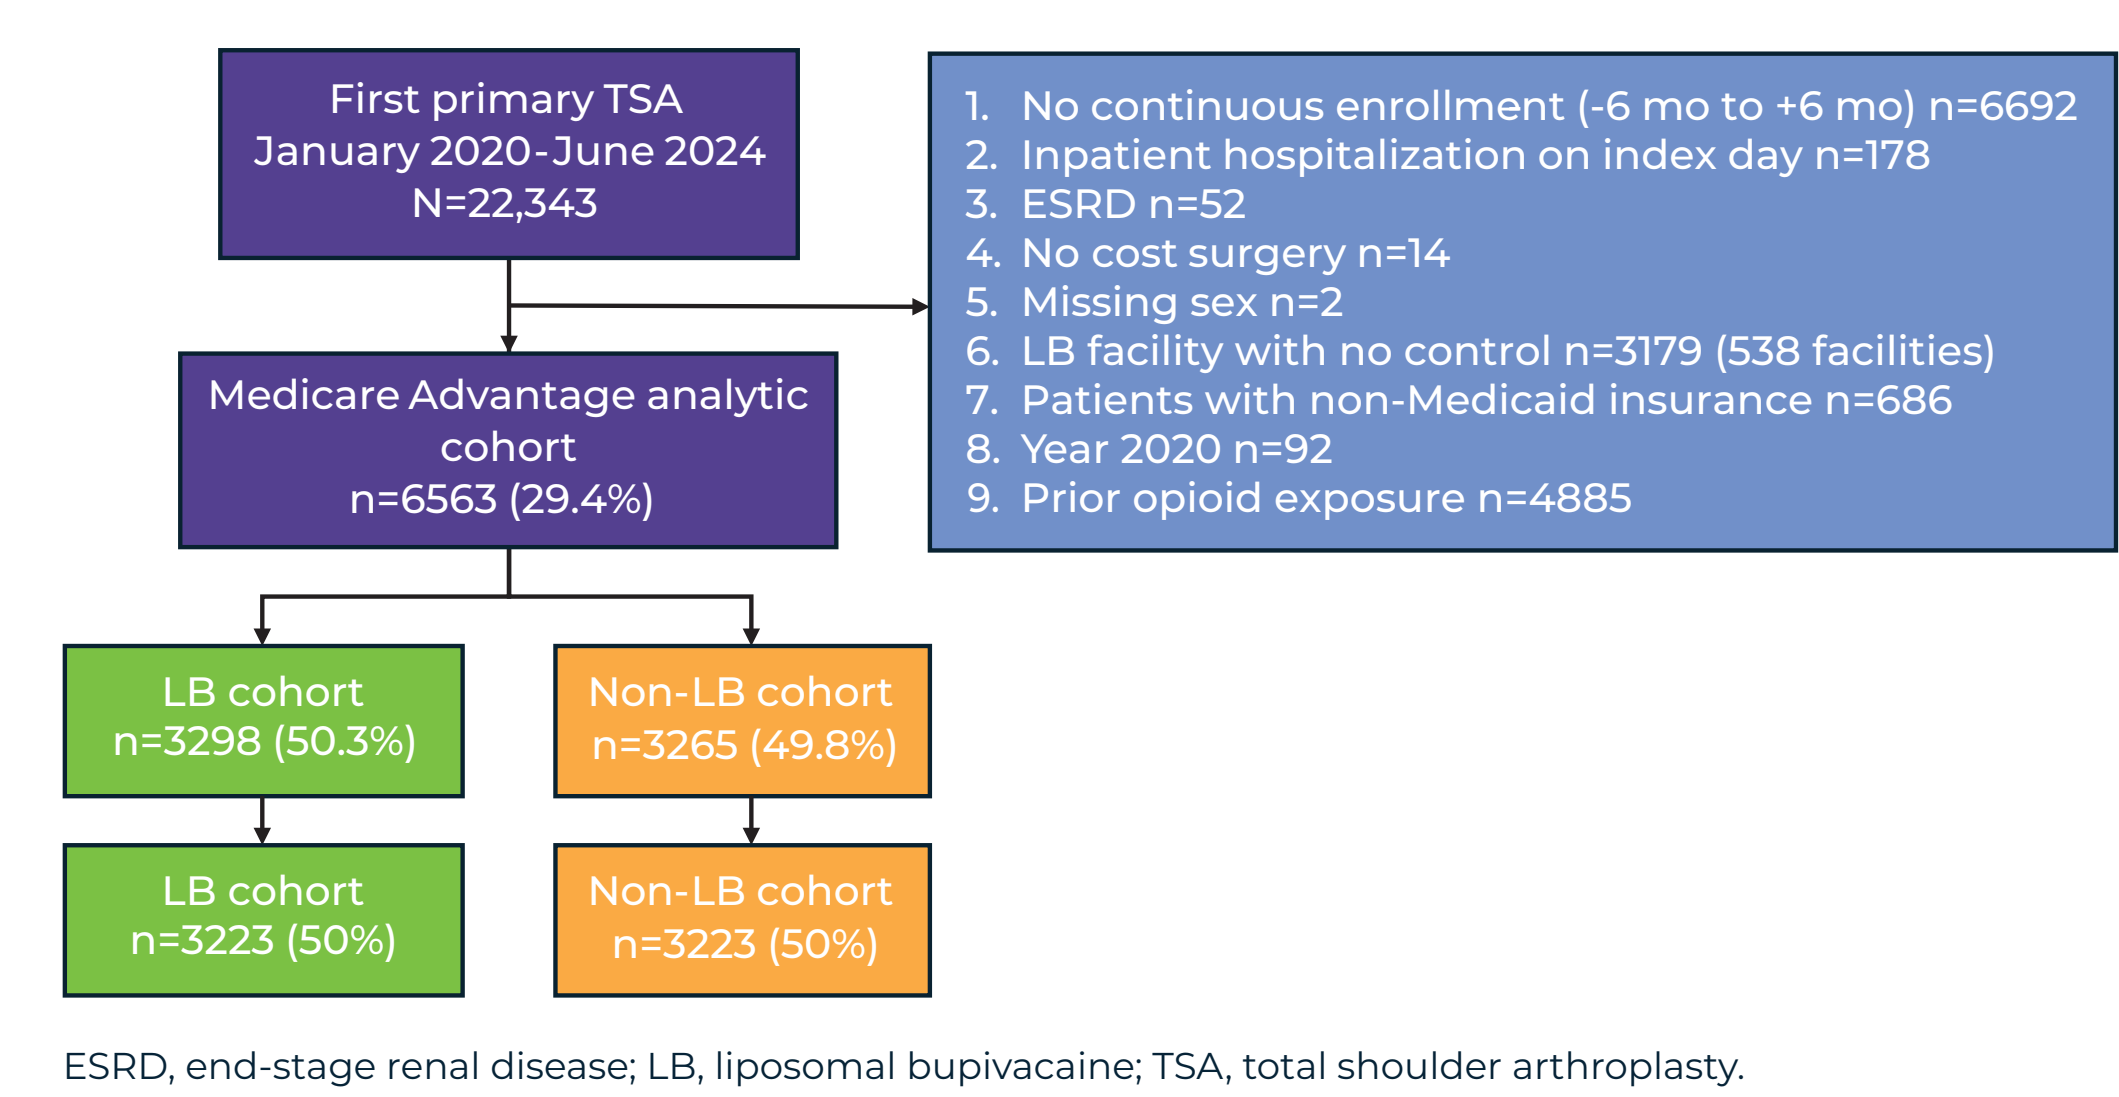 First primary TSA
January 2020-June 2024
N=22,343
1. No continuous enrollment (-6 mo to +6 mo) n=6692
2. Inpatient hospitalization on index day n=178
3. ESRD n=52
4. No cost surgery n=14
5. Missing sex n=2
6. LB facility with no control n=3179 (538 facilities)
7. Patients with non-Medicaid insurance n=686
8. Year 2020 n=92
9. Prior opioid exposure n=4885
Medicare Advantage analytic
cohort
n=6563 (29.4%)
LB cohort
n=3298 (50.3%)
Non-LB cohort
n=3265 (49.8%)
LB cohort
n=3223 (50%)
Non-LB cohort
n=3223 (50%)
ESRD, end-stage renal disease; LB, liposomal bupivacaine; TSA, total shoulder arthroplasty.